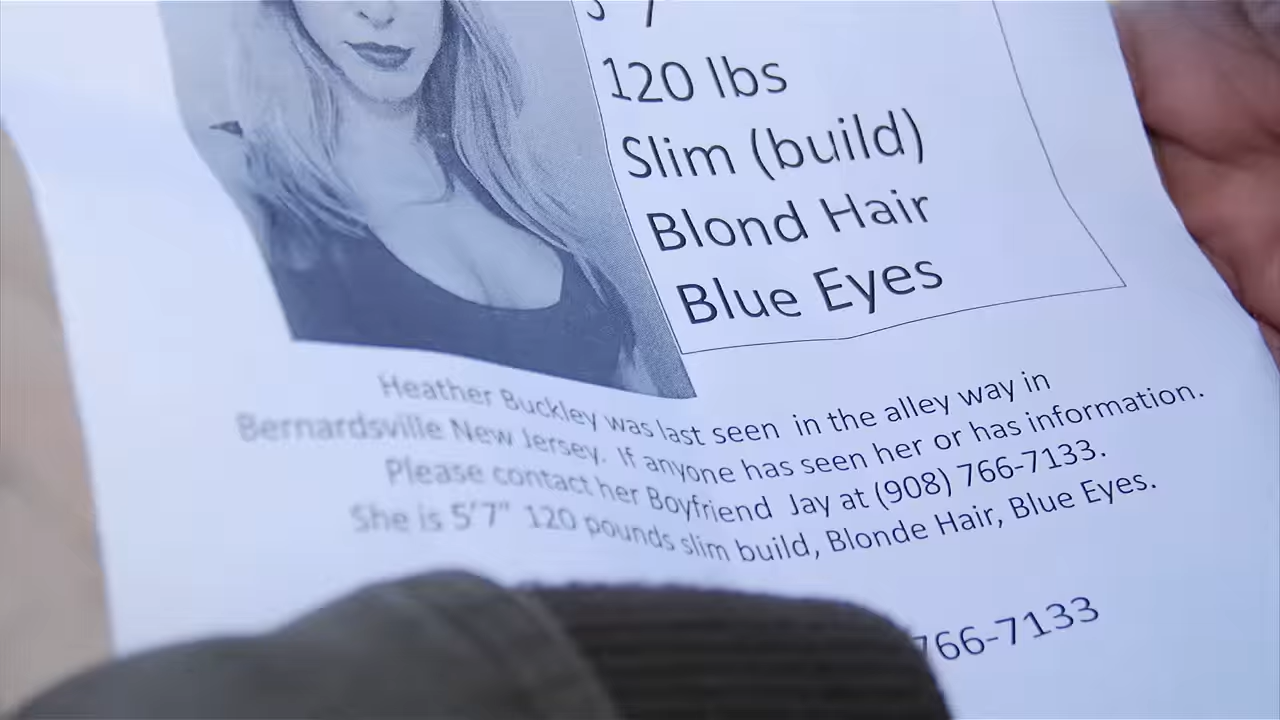 5'7
120 lbs
Slim (build)
Blond Hair
Blue Eyes
Heather Buckley was last seen in the alley way in
Bernardsville New Jersey. If anyone has seen her or has information.
Please contact her Boyfriend Jay at (908) 766-7133.
She is 5'7" 120 pounds slim build, Blonde Hair, Blue Eyes.
766-7133